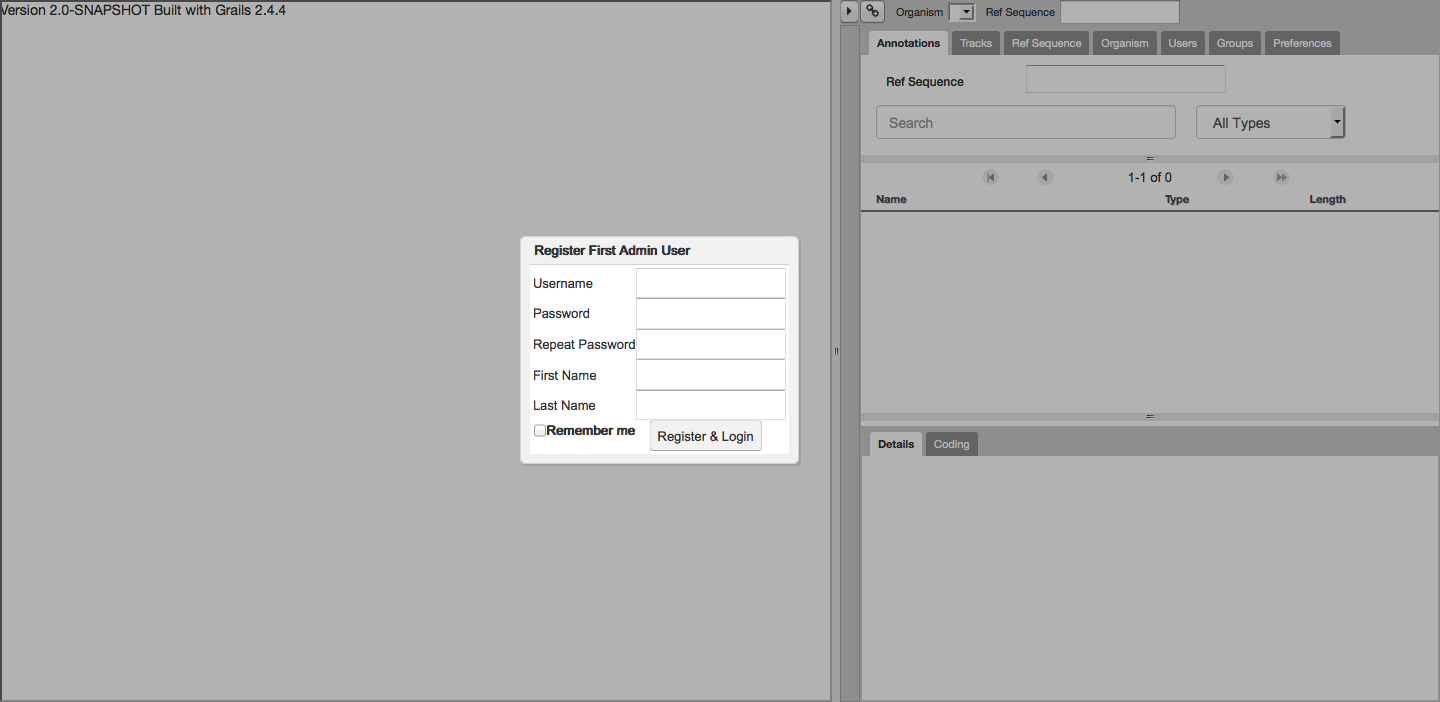 Version 2.0-SNAPSHOT Built with Grails 2.4.4
Organism Ref Sequence
Annotations Tracks Ref Sequence Organism Users Groups Preferences
Ref Sequence
Search All Types
1-1 of 0
Name Type Length
Register First Admin User
Username
Password
Repeat Password
First Name
Last Name
Remember me Register & Login
Details Coding